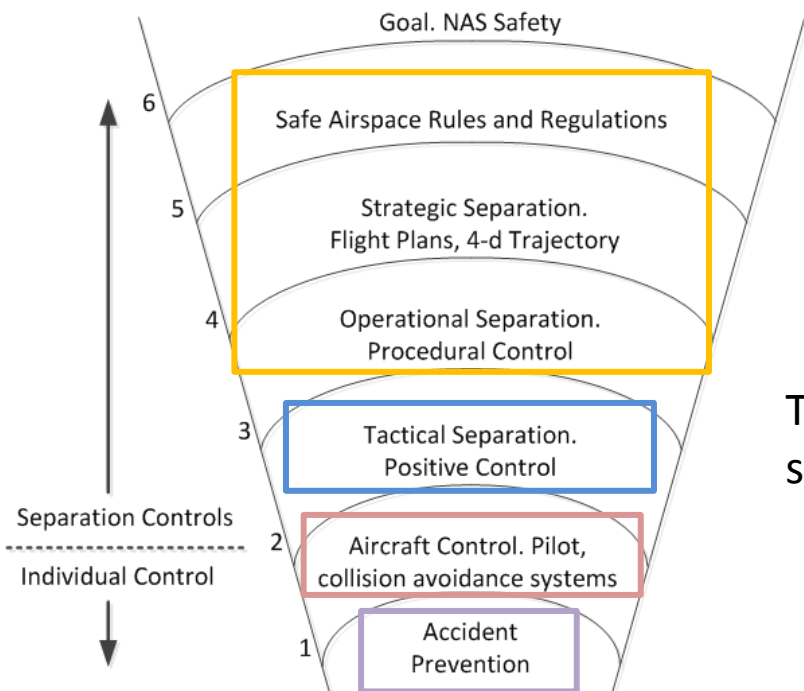 Goal. NAS Safety
6
Safe Airspace Rules and Regulations
5
Strategic Separation.
Flight Plans, 4-d Trajectory
4
Operational Separation.
Procedural Control
3
Tactical Separation.
Positive Control
T
s
Separation Controls
2
Aircraft Control. Pilot,
collision avoidance systems
Individual Control
1
Accident
Prevention